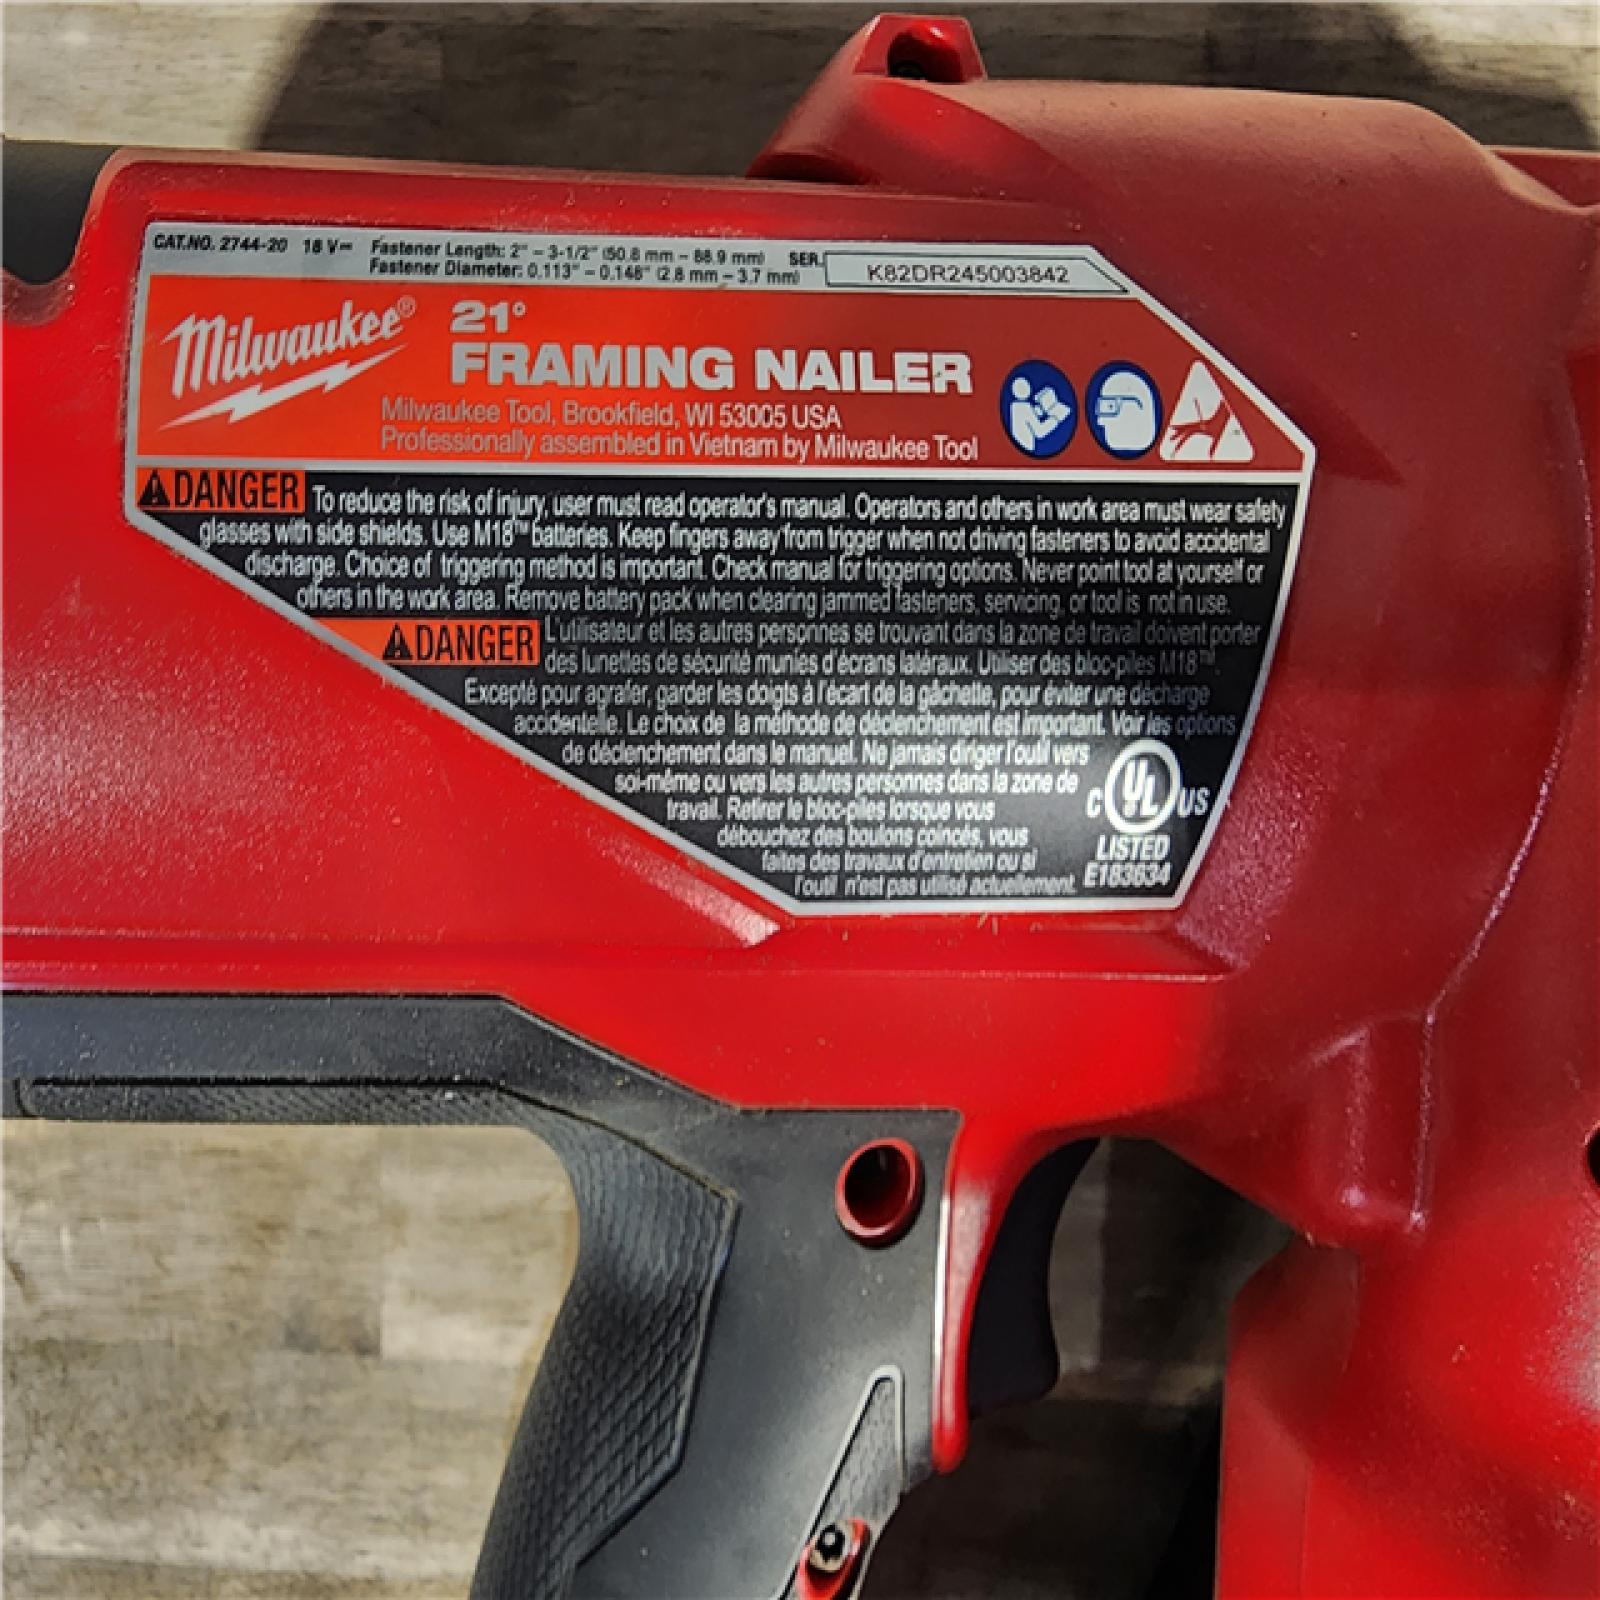 CAT.NO. 2744-20 18 V⎓ Fastener Length: 2" – 3-1/2" (50.8 mm – 88.9 mm) SER.
Fastener Diameter: 0.113" – 0.148" (2.8 mm – 3.7 mm) K82DR245003842
Milwaukee®
21°
FRAMING NAILER
Milwaukee Tool, Brookfield, WI 53005 USA
Professionally assembled in Vietnam by Milwaukee Tool
DANGER To reduce the risk of injury, user must read operator's manual. Operators and others in work area must wear safety
glasses with side shields. Use M18™ batteries. Keep fingers away from trigger when not driving fasteners to avoid accidental
discharge. Choice of triggering method is important. Check manual for triggering options. Never point tool at yourself or
others in the work area. Remove battery pack when clearing jammed fasteners, servicing, or tool is not in use.
DANGER L'utilisateur et les autres personnes se trouvant dans la zone de travail doivent porter
des lunettes de sécurité munies d'écrans latéraux. Utiliser des bloc-piles M18™.
Excepté pour agrafer, garder les doigts à l'écart de la gâchette, pour éviter une décharge
accidentelle. Le choix de la méthode de déclenchement est important. Voir les options
de déclenchement dans le manuel. Ne jamais diriger l'outil vers
soi-même ou vers les autres personnes dans la zone de
travail. Retirer le bloc-piles lorsque vous
débouchez des boulons coincés, vous
faites des travaux d'entretien ou si
l'outil n'est pas utilisé actuellement.
C UL US
LISTED
E183634